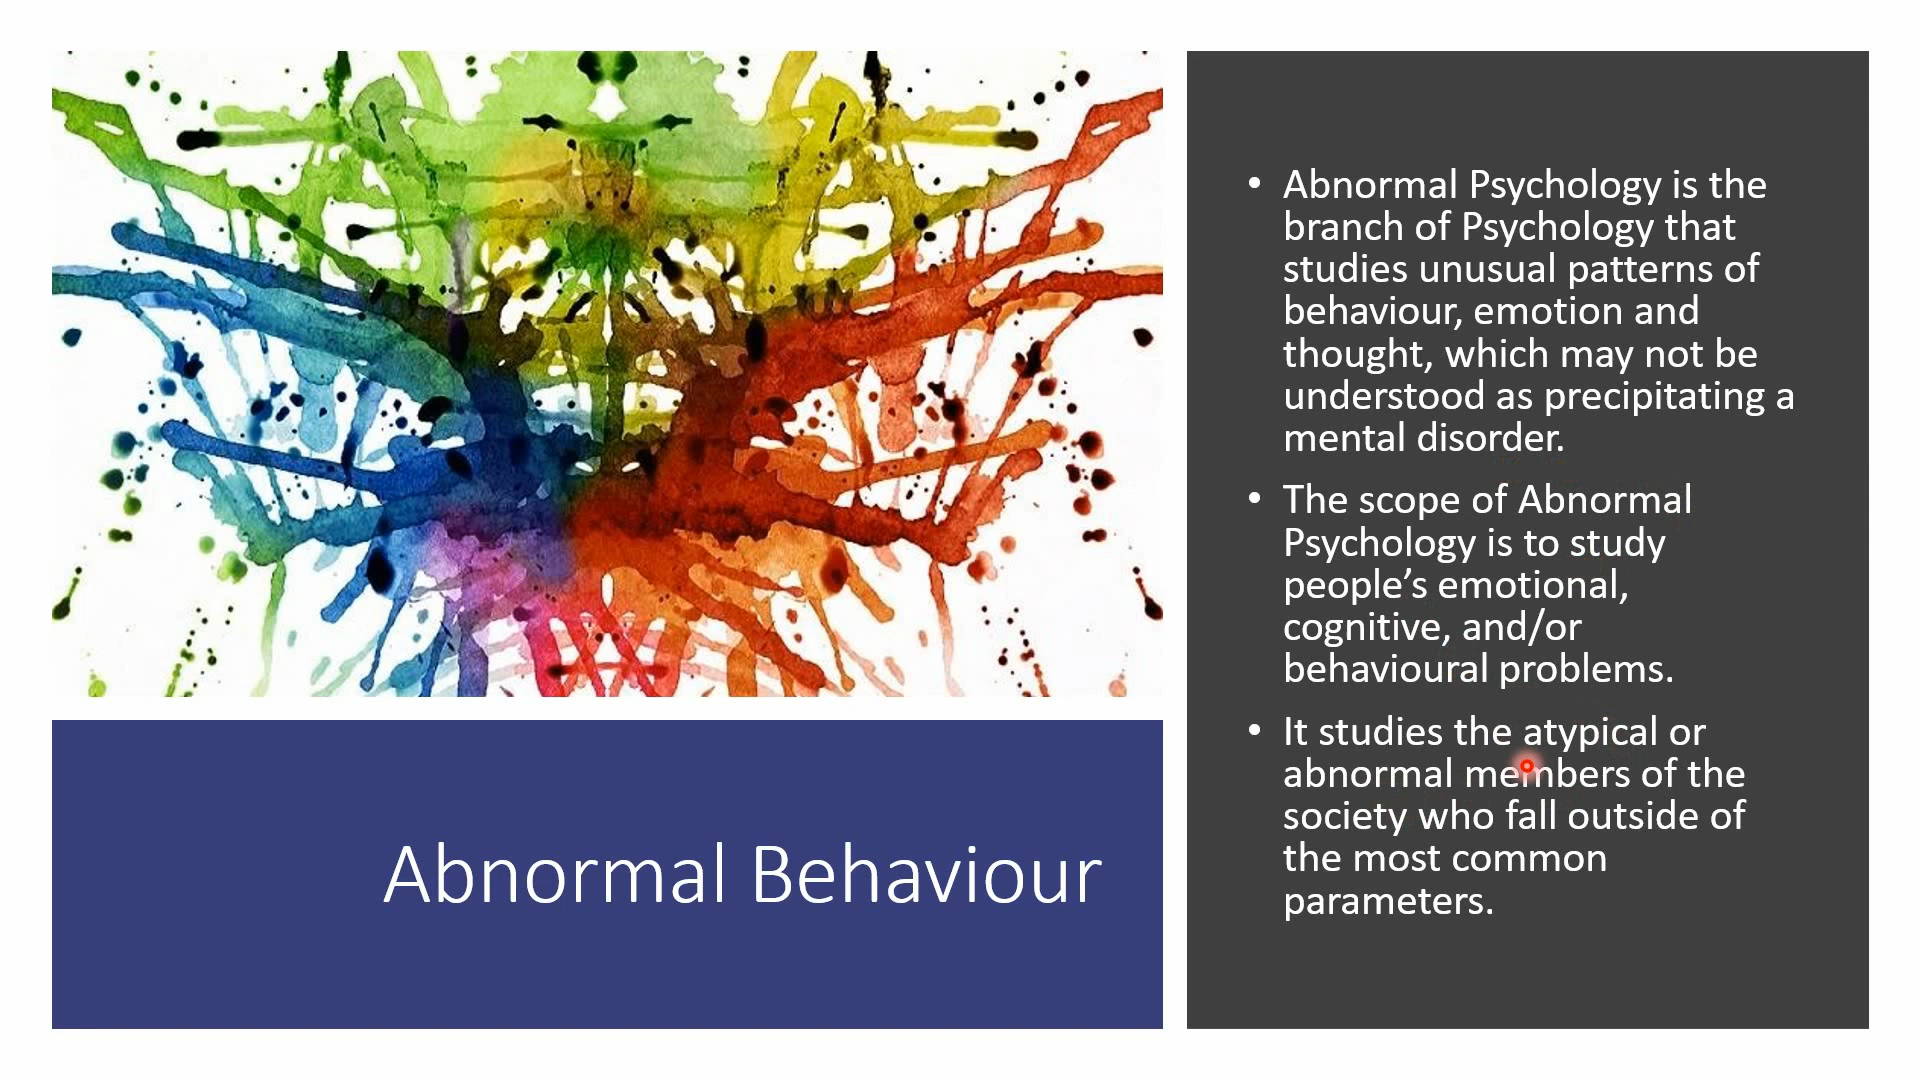 Abnormal Behaviour
• Abnormal Psychology is the
branch of Psychology that
studies unusual patterns of
behaviour, emotion and
thought, which may not be
understood as precipitating a
mental disorder.
• The scope of Abnormal
Psychology is to study
people’s emotional,
cognitive, and/or
behavioural problems.
• It studies the atypical or
abnormal members of the
society who fall outside of
the most common
parameters.